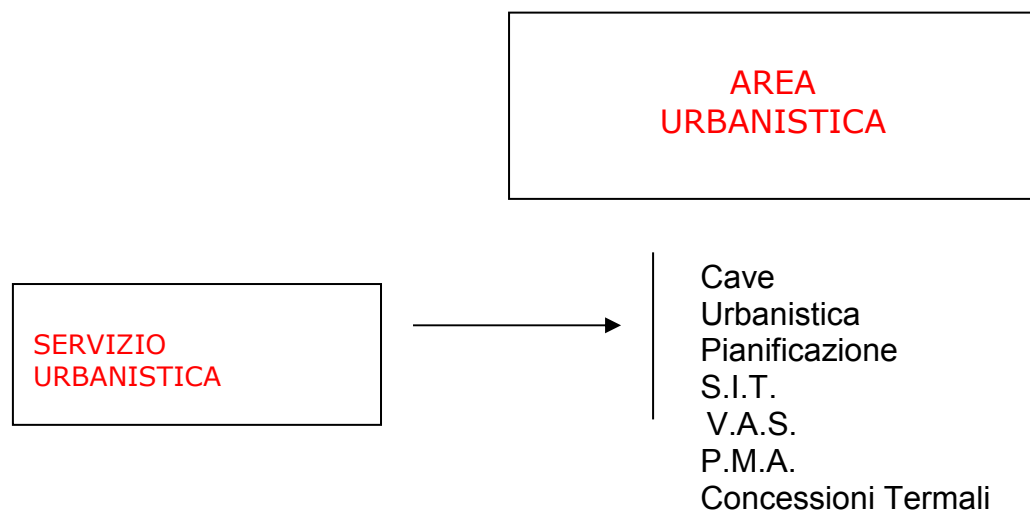 AREA
URBANISTICA
SERVIZIO
URBANISTICA
Cave
Urbanistica
Pianificazione
S.I.T.
V.A.S.
P.M.A.
Concessioni Termali